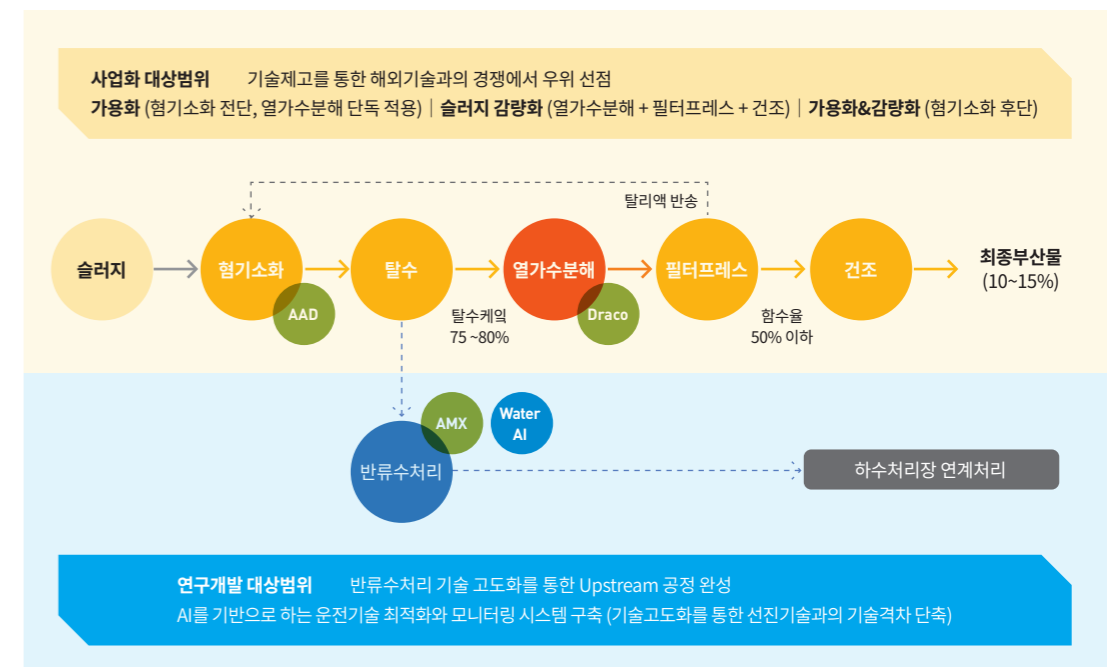 사업화 대상범위 기술제고를 통한 해외기술과의 경쟁에서 우위 선점
가용화 (혐기소화 전단, 열가수분해 단독 적용) | 슬러지 감량화 (열가수분해 + 필터프레스 + 건조) | 가용화&감량화 (혐기소화 후단)
탈리액 반송
슬러지
혐기소화
탈수
열가수분해
필터프레스
건조
최종부산물
(10~15%)
AAD
탈수케익
75 ~80%
Draco
함수율
50% 이하
AMX
Water
AI
반류수처리
하수처리장 연계처리
연구개발 대상범위 반류수처리 기술 고도화를 통한 Upstream 공정 완성
AI를 기반으로 하는 운전기술 최적화와 모니터링 시스템 구축 (기술고도화를 통한 선진기술과의 기술격차 단축)